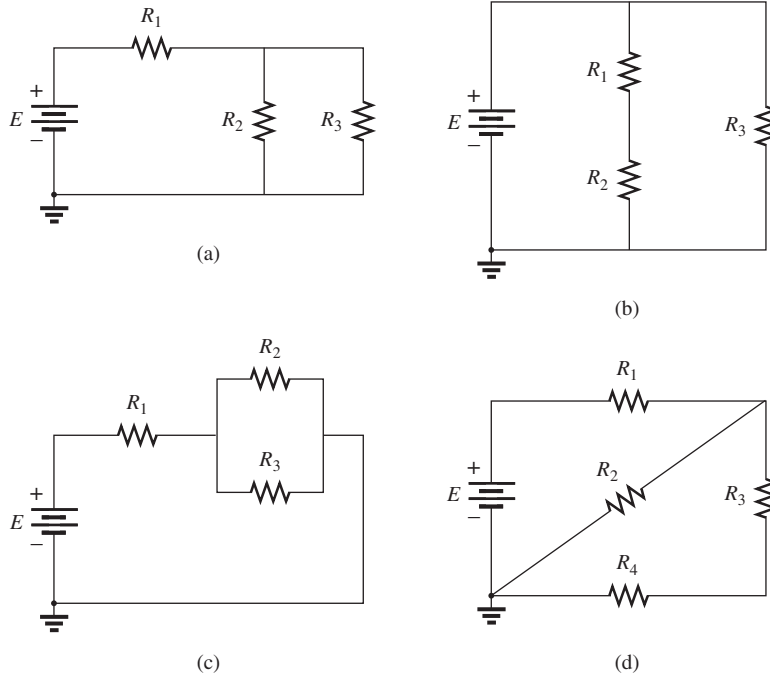 R1
+
E
−
R2
R3
(a)
+
E
−
R1
R2
R3
(b)
R2
R1
R3
+
E
−
(c)
R1
+
E
−
R2
R3
R4
(d)